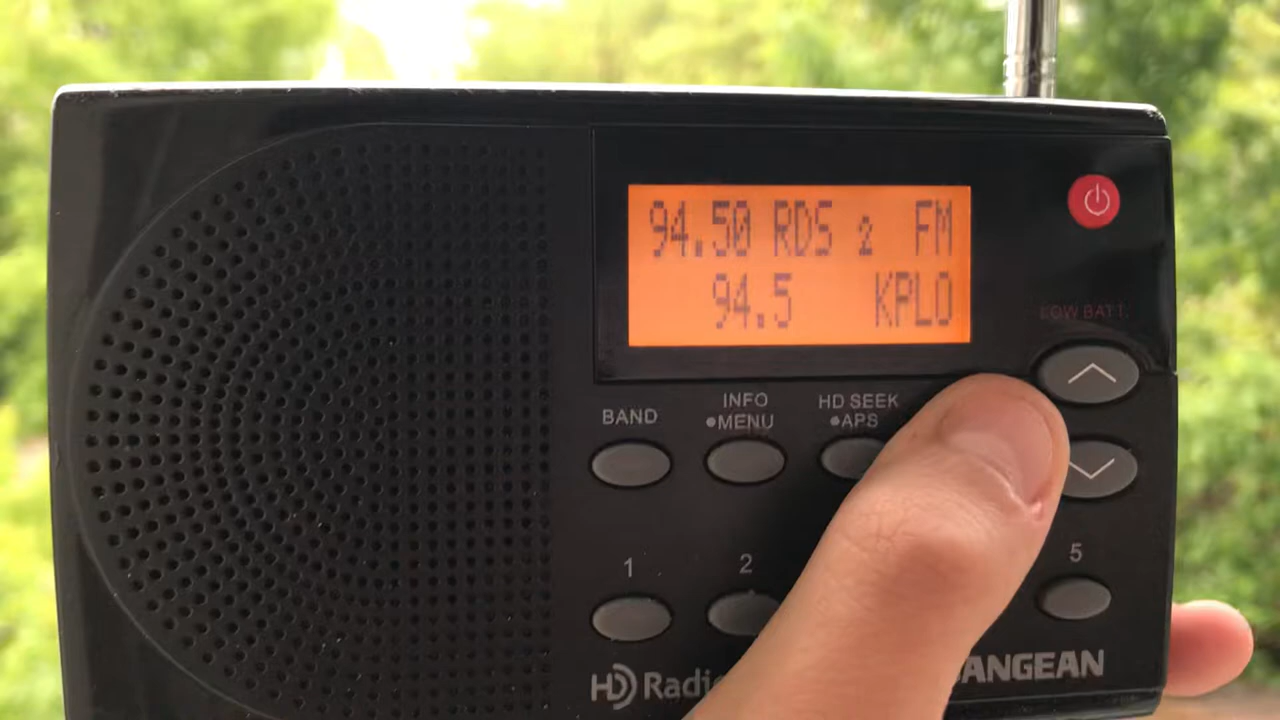 94.50 RDS 2 FM
94.5 KPLO
LOW BATT.
BAND
INFO
●MENU
HD SEEK
●APS
1
2
5
HD Radio
ANGEAN